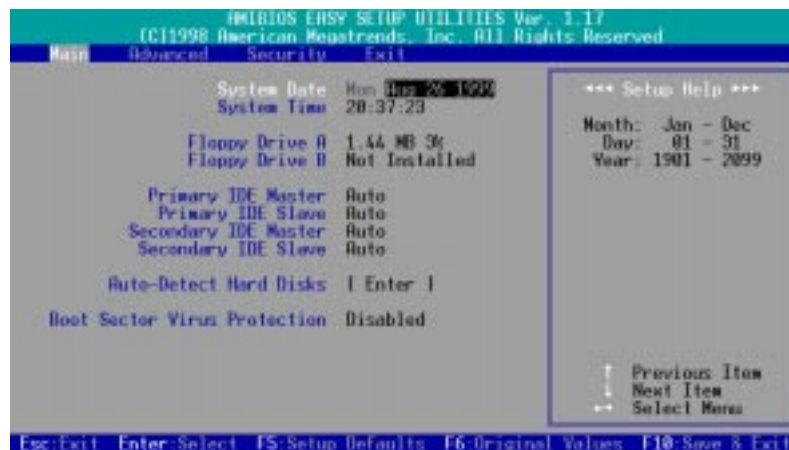 AMIBIOS EASY SETUP UTILITIES Ver. 1.17
(C)1998 American Megatrends, Inc. All Rights Reserved
Main Advanced Security Exit
System Date Mon Aug 26 1999
System Time 20:37:23
Floppy Drive A 1.44 MB 3½
Floppy Drive B Not Installed
Primary IDE Master Auto
Primary IDE Slave Auto
Secondary IDE Master Auto
Secondary IDE Slave Auto
Auto-Detect Hard Disks [ Enter ]
Boot Sector Virus Protection Disabled
*** Setup Help ***
Month: Jan - Dec
Day: 01 - 31
Year: 1901 - 2099
↑ Previous Item
↓ Next Item
↔ Select Menu
Esc:Exit Enter:Select F5:Setup Defaults F6:Original Values F10:Save & Exit